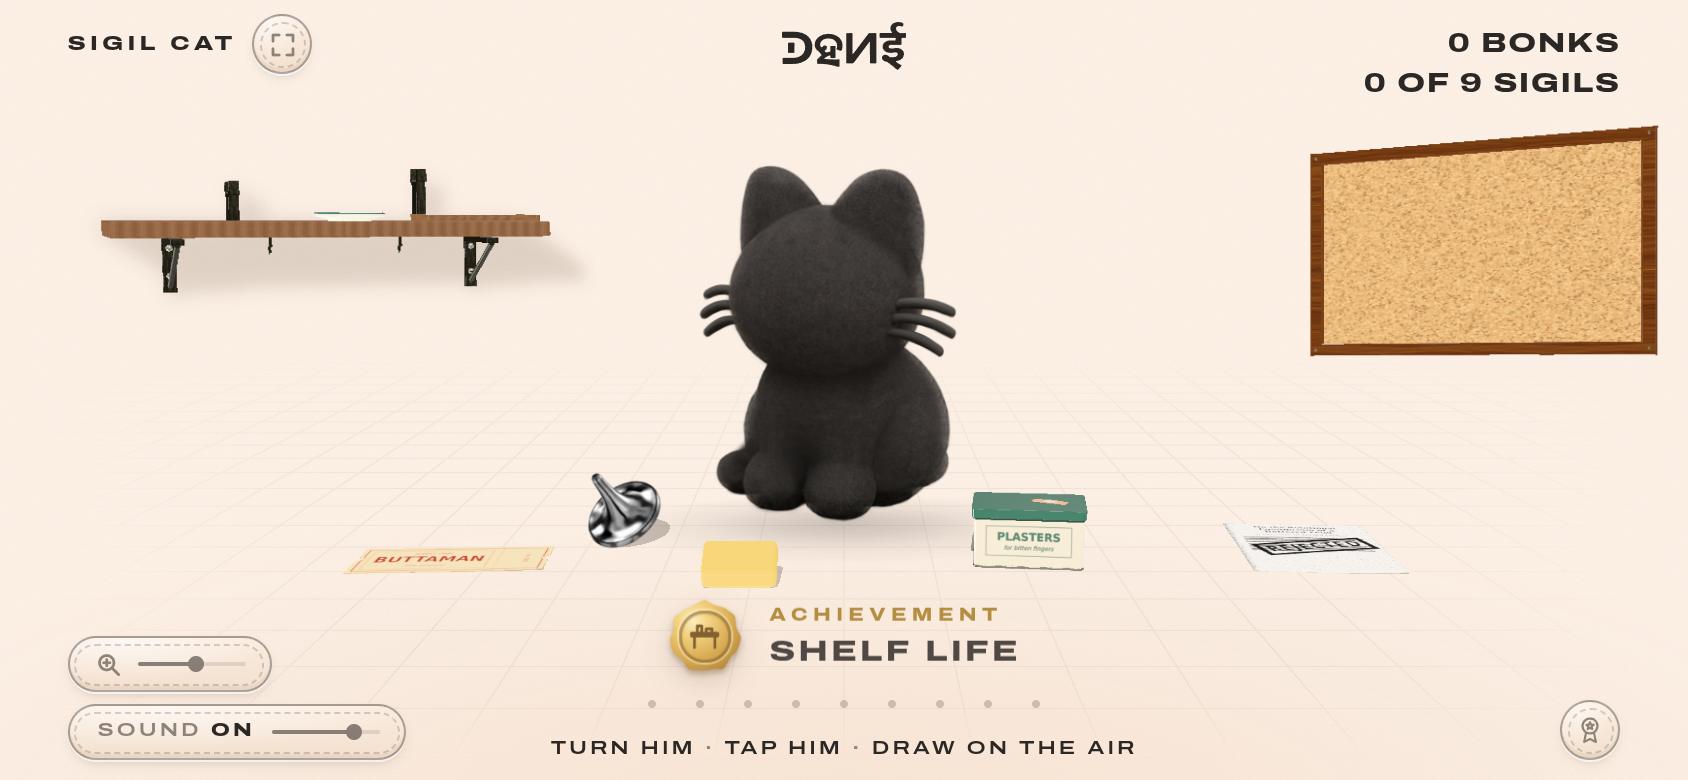 SIGIL CAT
0 BONKS
0 OF 9 SIGILS
BUTTAMAN
PLASTERS
for bitten fingers
REJECTED
ACHIEVEMENT
SHELF LIFE
SOUND ON
TURN HIM · TAP HIM · DRAW ON THE AIR